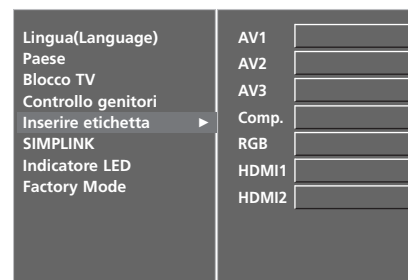 Lingua(Language)
Paese
Blocco TV
Controllo genitori
Inserire etichetta ►
SIMPLINK
Indicatore LED
Factory Mode
AV1
AV2
AV3
Comp.
RGB
HDMI1
HDMI2